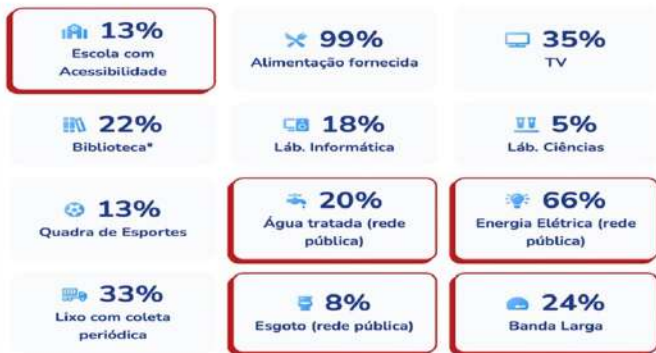 13%
Escola com
Acessibilidade
99%
Alimentação fornecida
35%
TV
22%
Biblioteca*
18%
Láb. Informática
5%
Láb. Ciências
13%
Quadra de Esportes
20%
Água tratada (rede
pública)
66%
Energia Elétrica (rede
pública)
33%
Lixo com coleta
periódica
8%
Esgoto (rede pública)
24%
Banda Larga